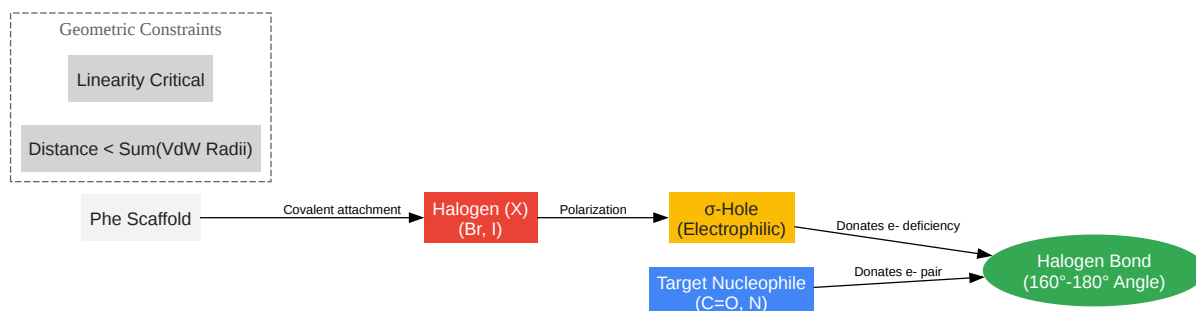 Geometric Constraints
Linearity Critical
Distance < Sum(VdW Radii)
Phe Scaffold
Covalent attachment
Halogen (X)
(Br, I)
Polarization
σ-Hole
(Electrophilic)
Donates e- deficiency
Target Nucleophile
(C=O, N)
Donates e- pair
Halogen Bond
(160°-180° Angle)